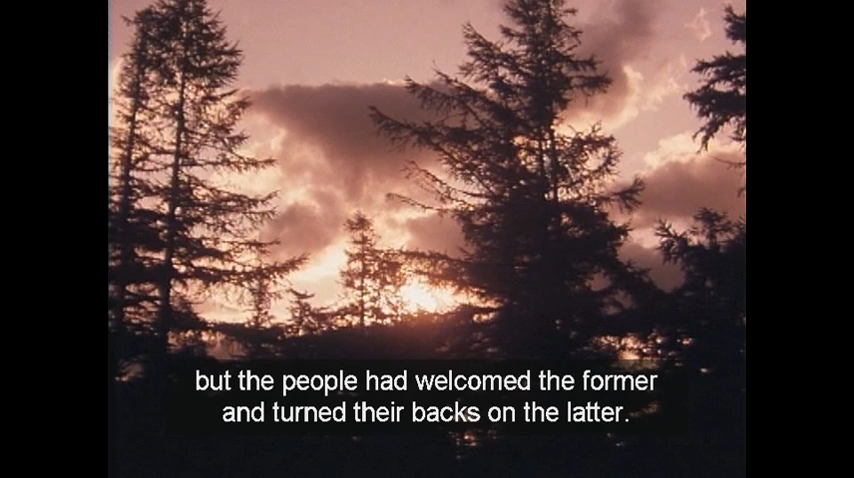 but the people had welcomed the former
and turned their backs on the latter.